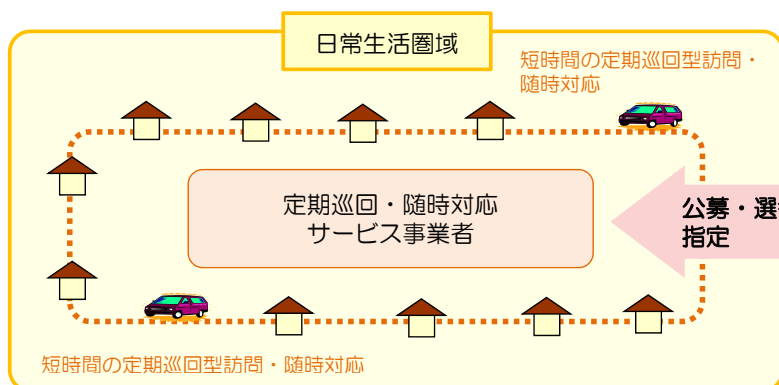 日常生活圏域
短時間の定期巡回型訪問・
随時対応
定期巡回・随時対応
サービス事業者
公募・選
指定
短時間の定期巡回型訪問・随時対応